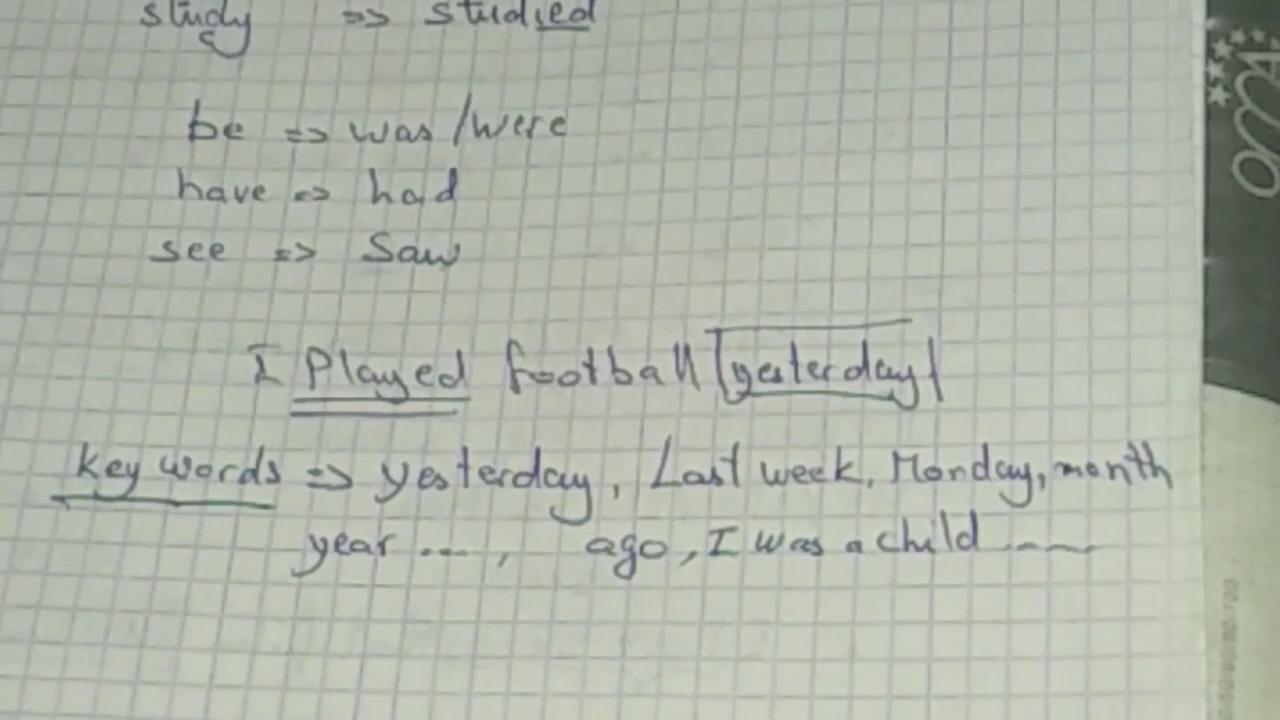 study => studied
be => was/were
have => had
see => Saw
I Played football yesterday
Key words => yesterday, Last week, Monday, month
year ...., ago, I was a child ......